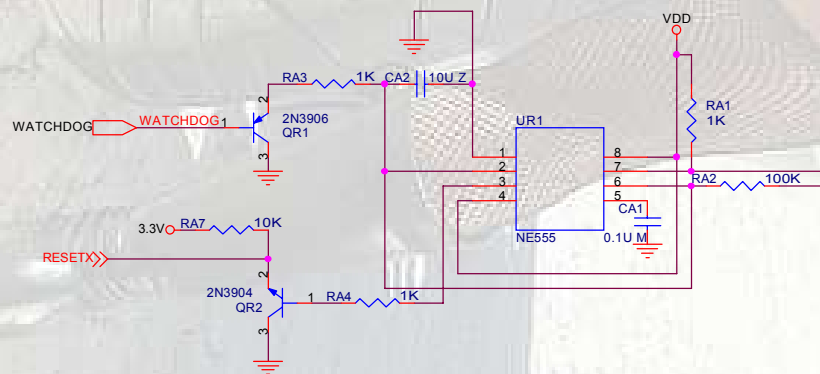 VDD
RA3 1K CA2 10U Z
2
2N3906
QR1
WATCHDOG WATCHDOG 1
3
RA1
1K
UR1
1 8
2 7
3 6
4 5
RA2 100K
CA1
NE555 0.1U M
3.3V RA7 10K
RESETX
2
2N3904
QR2
1 RA4 1K
3